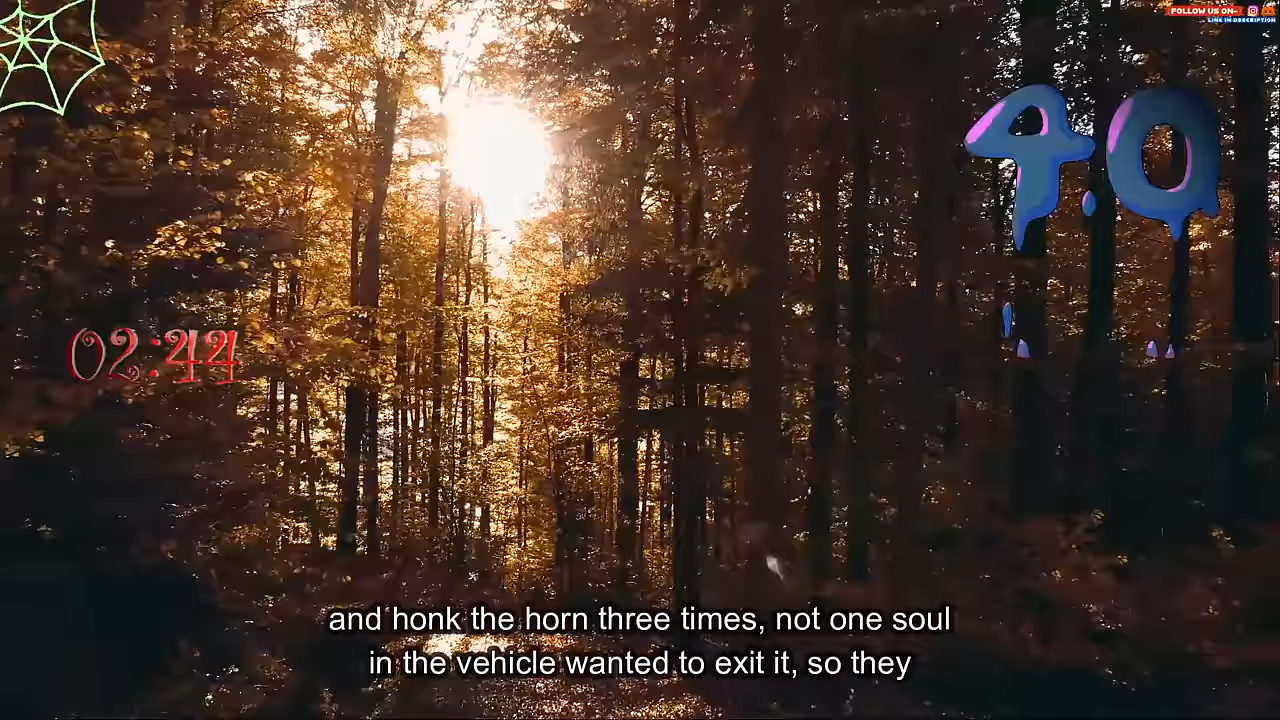 FOLLOW US ON-
LINK IN DESCRIPTION
40
02:44
and honk the horn three times, not one soul
in the vehicle wanted to exit it, so they